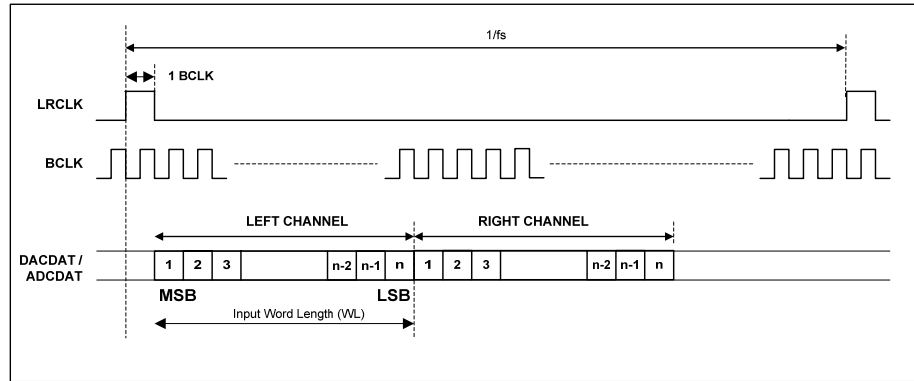 1/fs
1 BCLK
LRCLK
BCLK
LEFT CHANNEL RIGHT CHANNEL
DACDAT /
ADCDAT
1 2 3 n-2 n-1 n 1 2 3 n-2 n-1 n
MSB LSB
Input Word Length (WL)